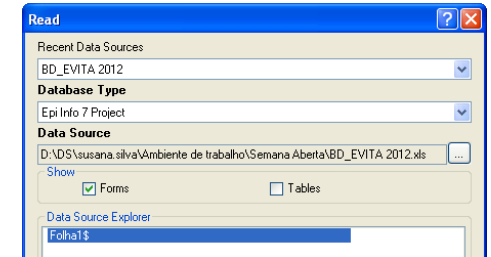 Read
Recent Data Sources
BD_EVITA 2012
Database Type
Epi Info 7 Project
Data Source
D:\DS\susana.silva\Ambiente de trabalho\Semana Aberta\BD_EVITA 2012.xls ...
Show
Forms Tables
Data Source Explorer
Folha1$